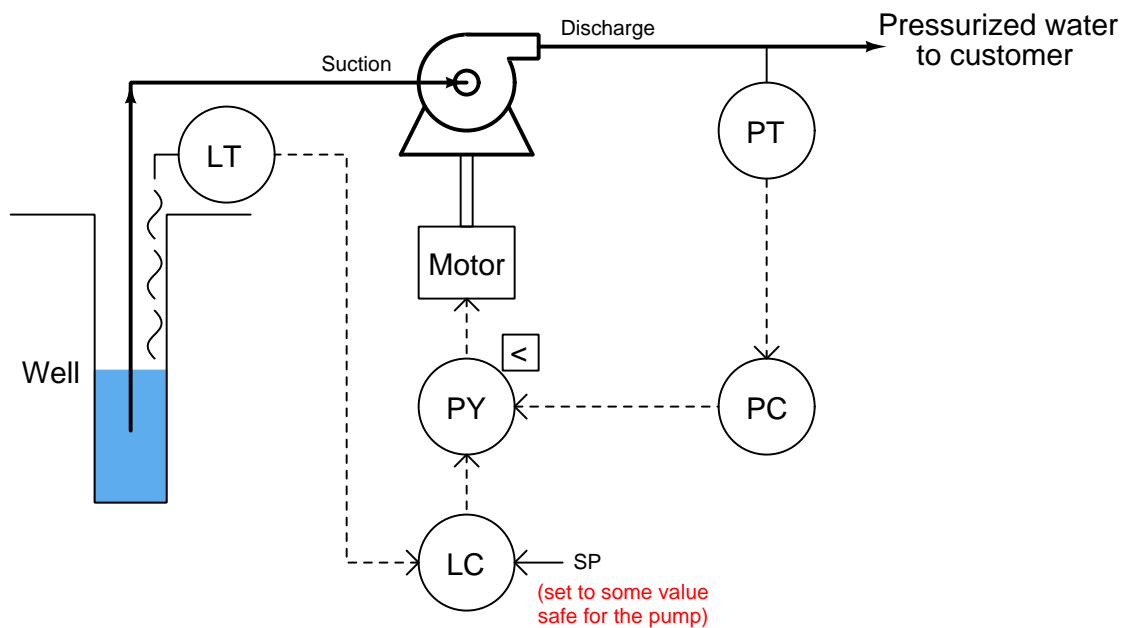 Pressurized water
to customer
Discharge
Suction
PT
LT
Motor
<
Well
PY
PC
LC
SP
(set to some value
safe for the pump)